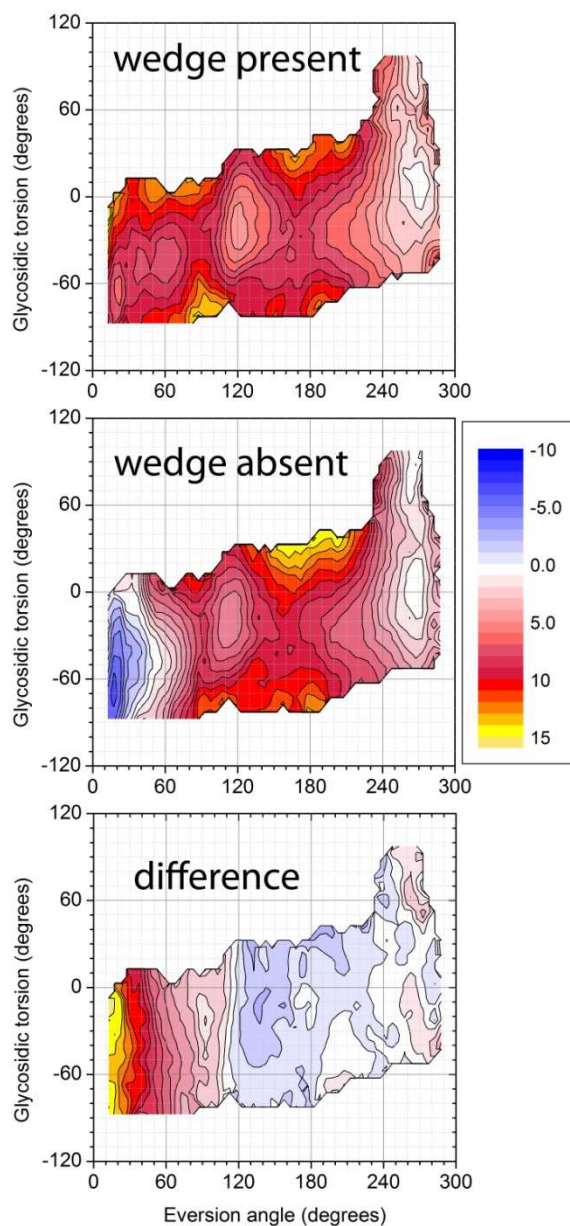 120
wedge present
60
0
-60
-120
Glycosidic torsion (degrees)
0 60 120 180 240 300
120
wedge absent
60
0
-60
-120
Glycosidic torsion (degrees)
0 60 120 180 240 300
-10
-5.0
0.0
5.0
10
15
120
60
difference
0
-60
-120
Glycosidic torsion (degrees)
0 60 120 180 240 300
Eversion angle (degrees)